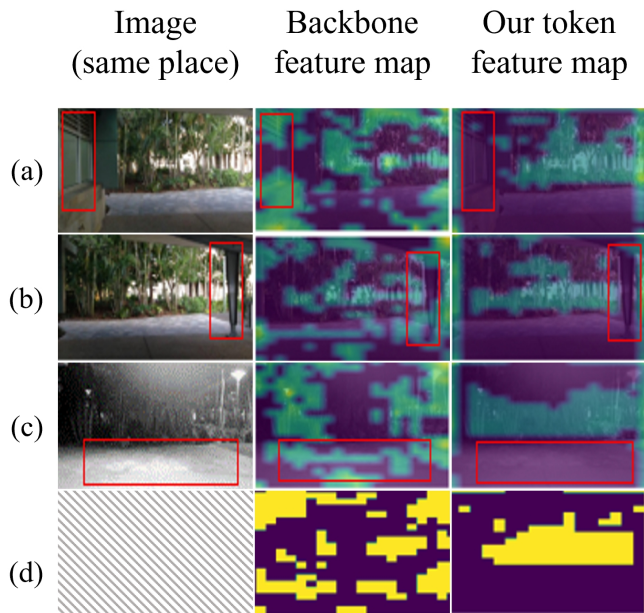 Image Backbone Our token
(same place) feature map feature map
(a)
(b)
(c)
(d)